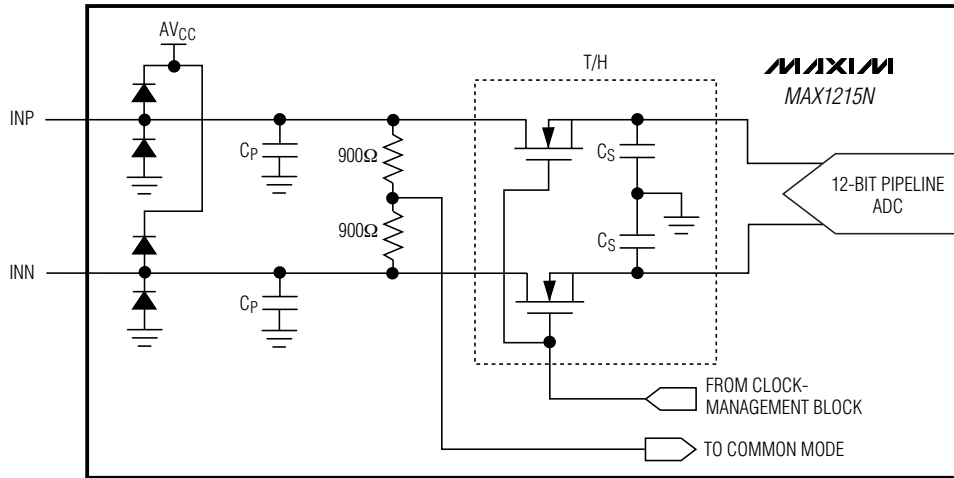 AVCC
T/H
MAXIM
MAX1215N
INP
CP
900Ω
CS
12-BIT PIPELINE
ADC
900Ω
CS
INN
CP
FROM CLOCK-
MANAGEMENT BLOCK
TO COMMON MODE